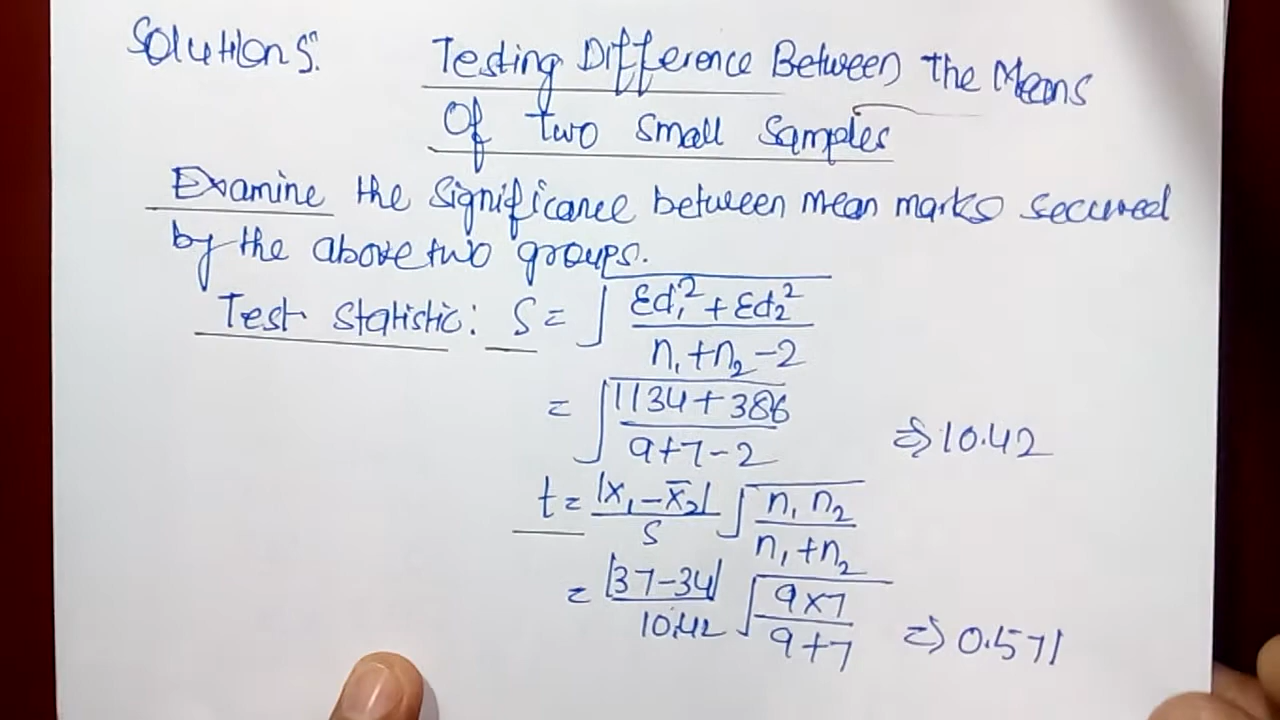 Solutions:
Testing Difference Between the Means
Of two small samples
Examine the significance between mean marks secured
by the above two groups.
Test statistic: S = √(Σd₁² + Σd₂² / n₁+n₂-2)
= √(1134+386 / 9+7-2) ⇒ 10.42
t = |x₁ - x̄₂| / S √(n₁ n₂ / n₁+n₂)
= |37-34| / 10.42 √(9×7 / 9+7) ⇒ 0.571